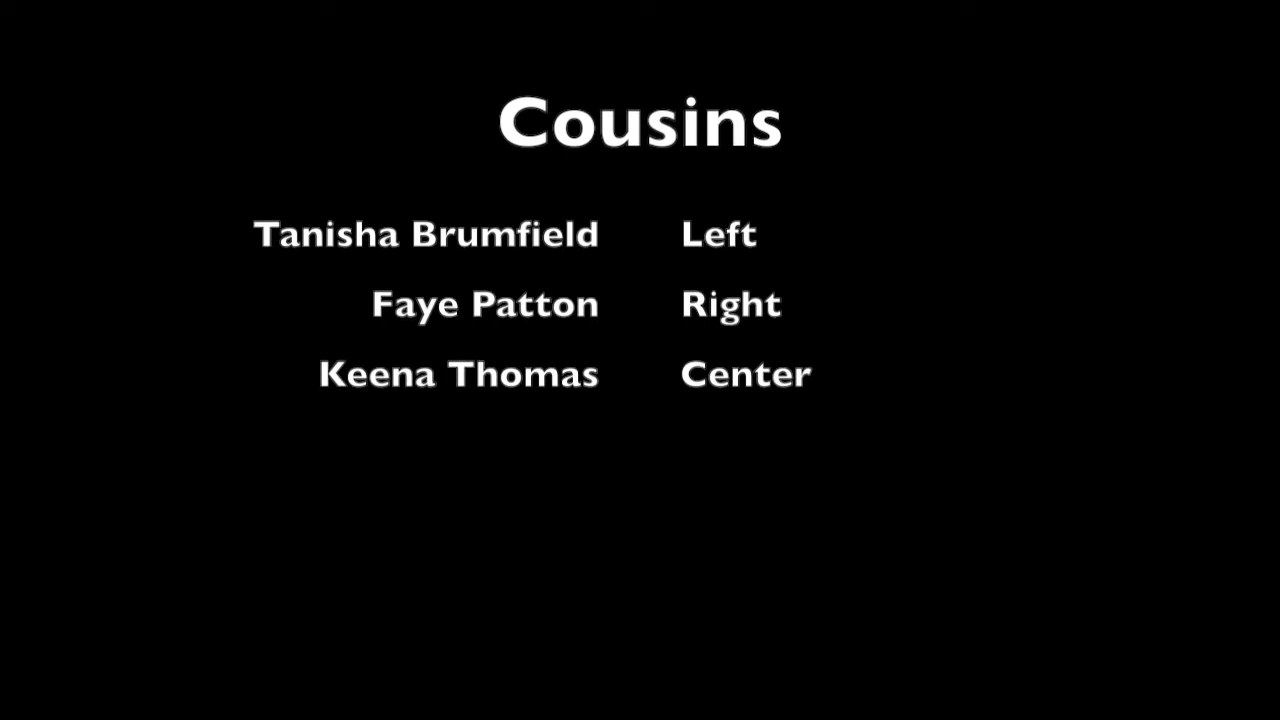 Cousins
Tanisha Brumfield Left
Faye Patton Right
Keena Thomas Center